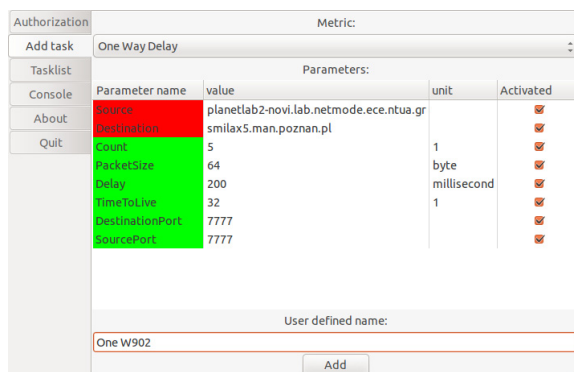 Authorization
Add task
Tasklist
Console
About
Quit
Metric:
One Way Delay
Parameters:
Parameter name value unit Activated
Source planetlab2-novi.lab.netmode.ece.ntua.gr
Destination smilax5.man.poznan.pl
Count 5 1
PacketSize 64 byte
Delay 200 millisecond
TimeToLive 32 1
DestinationPort 7777
SourcePort 7777
User defined name:
One W902
Add